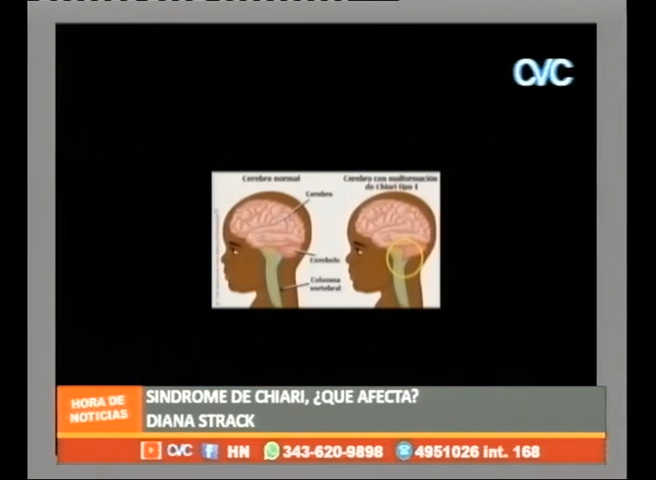 CVC
Cerebro normal
Cerebro con malformación
de Chiari tipo I
Cerebro
Cerebelo
Columna
vertebral
HORA DE
NOTICIAS
SINDROME DE CHIARI, ¿QUE AFECTA?
DIANA STRACK
CVC f HN 343-620-9898 4951026 int. 168